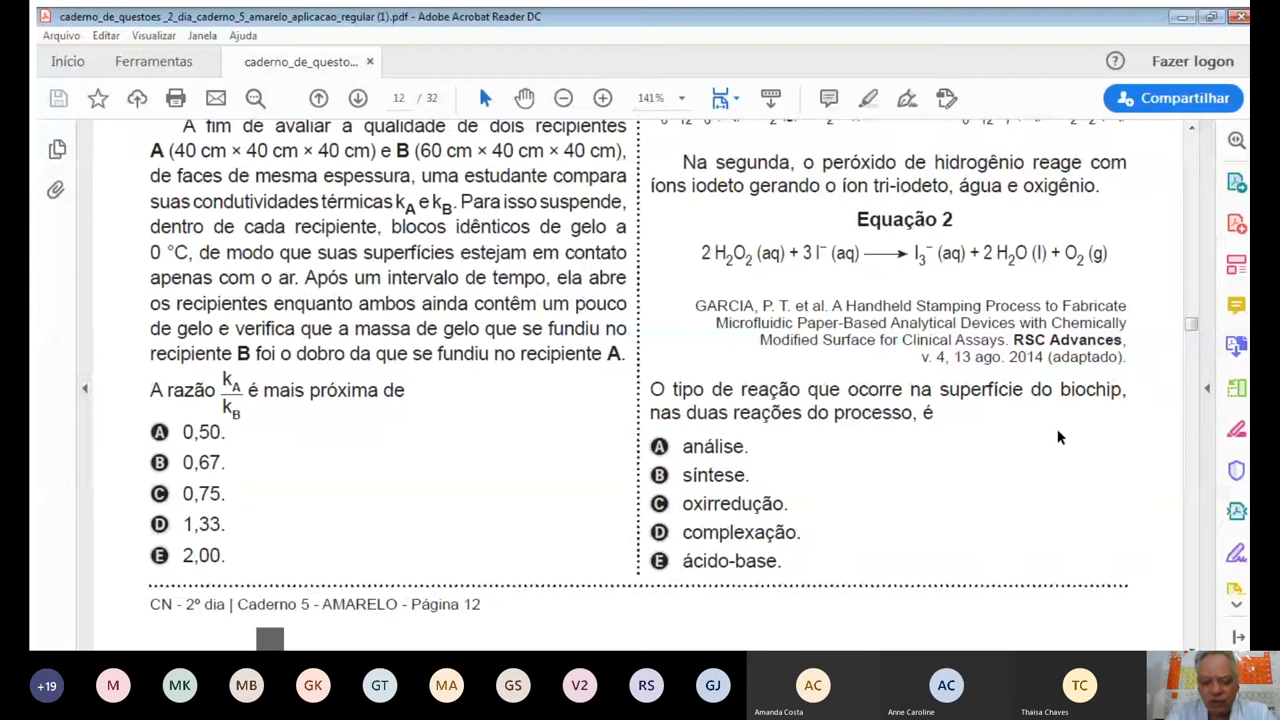 caderno_de_questoes _2_dia_caderno_5_amarelo_aplicacao_regular (1).pdf - Adobe Acrobat Reader DC
Arquivo Editar Visualizar Janela Ajuda
Início Ferramentas caderno_de_questo... × Fazer logon
12 / 32 141% Compartilhar
A fim de avaliar a qualidade de dois recipientes
A (40 cm × 40 cm × 40 cm) e B (60 cm × 40 cm × 40 cm),
de faces de mesma espessura, uma estudante compara
suas condutividades térmicas k_A e k_B. Para isso suspende,
dentro de cada recipiente, blocos idênticos de gelo a
0 °C, de modo que suas superfícies estejam em contato
apenas com o ar. Após um intervalo de tempo, ela abre
os recipientes enquanto ambos ainda contêm um pouco
de gelo e verifica que a massa de gelo que se fundiu no
recipiente B foi o dobro da que se fundiu no recipiente A.
A razão k_A/k_B é mais próxima de
A 0,50.
B 0,67.
C 0,75.
D 1,33.
E 2,00.
Na segunda, o peróxido de hidrogênio reage com
íons iodeto gerando o íon tri-iodeto, água e oxigênio.
Equação 2
2 H₂O₂ (aq) + 3 I⁻ (aq) ⟶ I₃⁻ (aq) + 2 H₂O (l) + O₂ (g)
GARCIA, P. T. et al. A Handheld Stamping Process to Fabricate
Microfluidic Paper-Based Analytical Devices with Chemically
Modified Surface for Clinical Assays. RSC Advances,
v. 4, 13 ago. 2014 (adaptado).
O tipo de reação que ocorre na superfície do biochip,
nas duas reações do processo, é
A análise.
B síntese.
C oxirredução.
D complexação.
E ácido-base.
CN - 2º dia | Caderno 5 - AMARELO - Página 12
+19 M MK MB GK GT MA GS V2 RS GJ AC AC TC
Amanda Costa Anne Caroline Thaisa Chaves